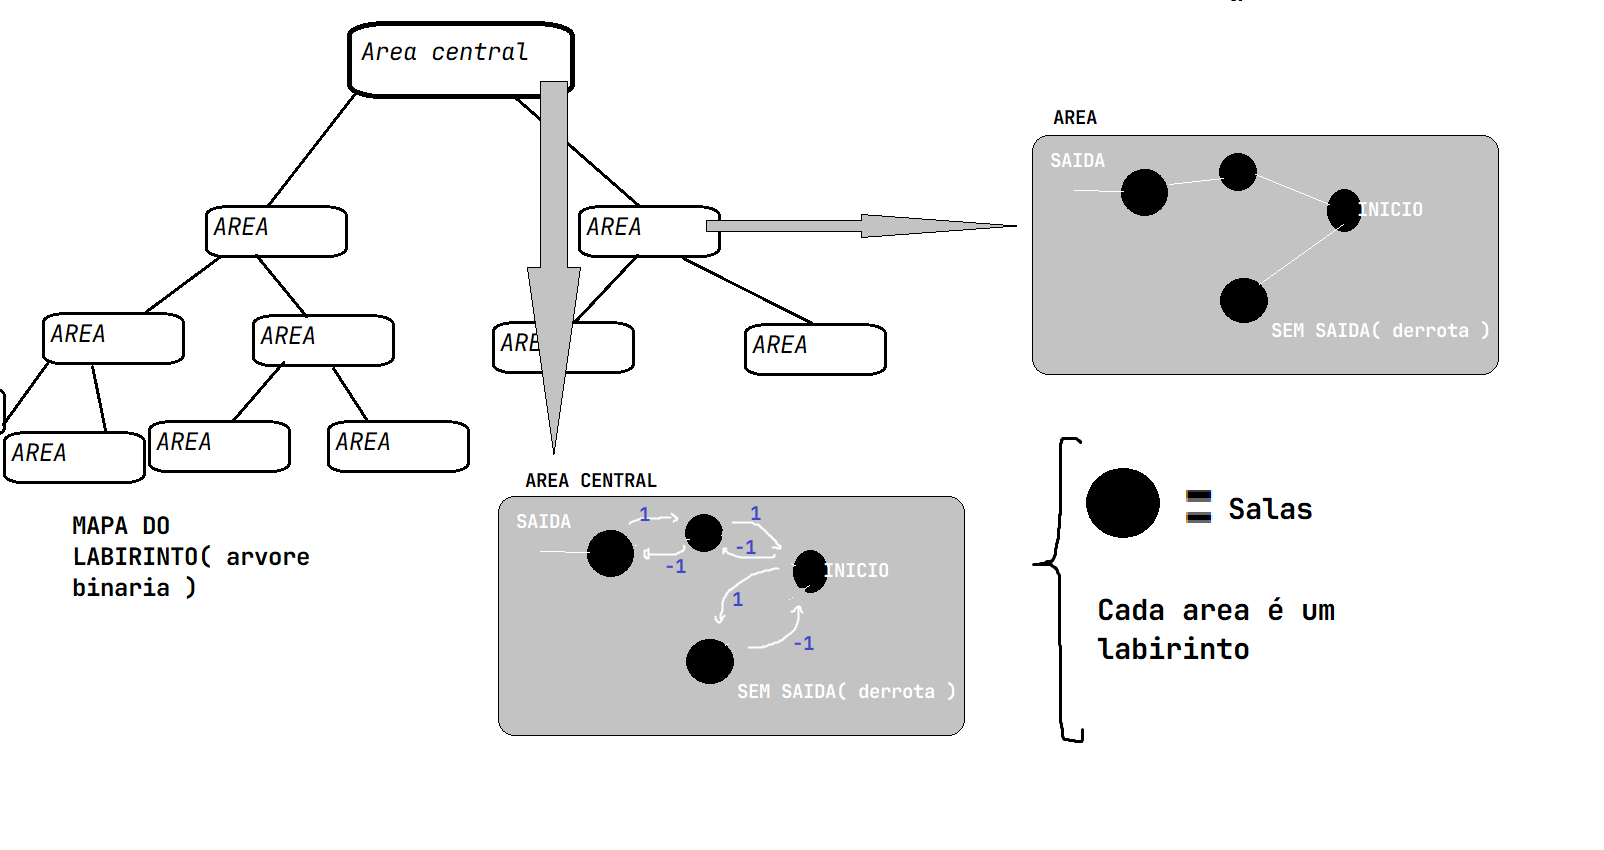 Area central
AREA
AREA
AREA
AREA
AREA
AREA
AREA
AREA
MAPA DO
LABIRINTO( arvore
binaria )
AREA CENTRAL
SAIDA
1
1
-1
-1
INICIO
1
-1
SEM SAIDA( derrota )
AREA
SAIDA
INICIO
SEM SAIDA( derrota )
= Salas
Cada area é um
labirinto